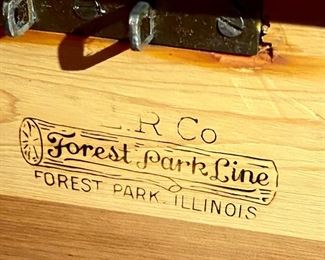 .R Co
Forest Park Line
FOREST PARK. ILLINOIS